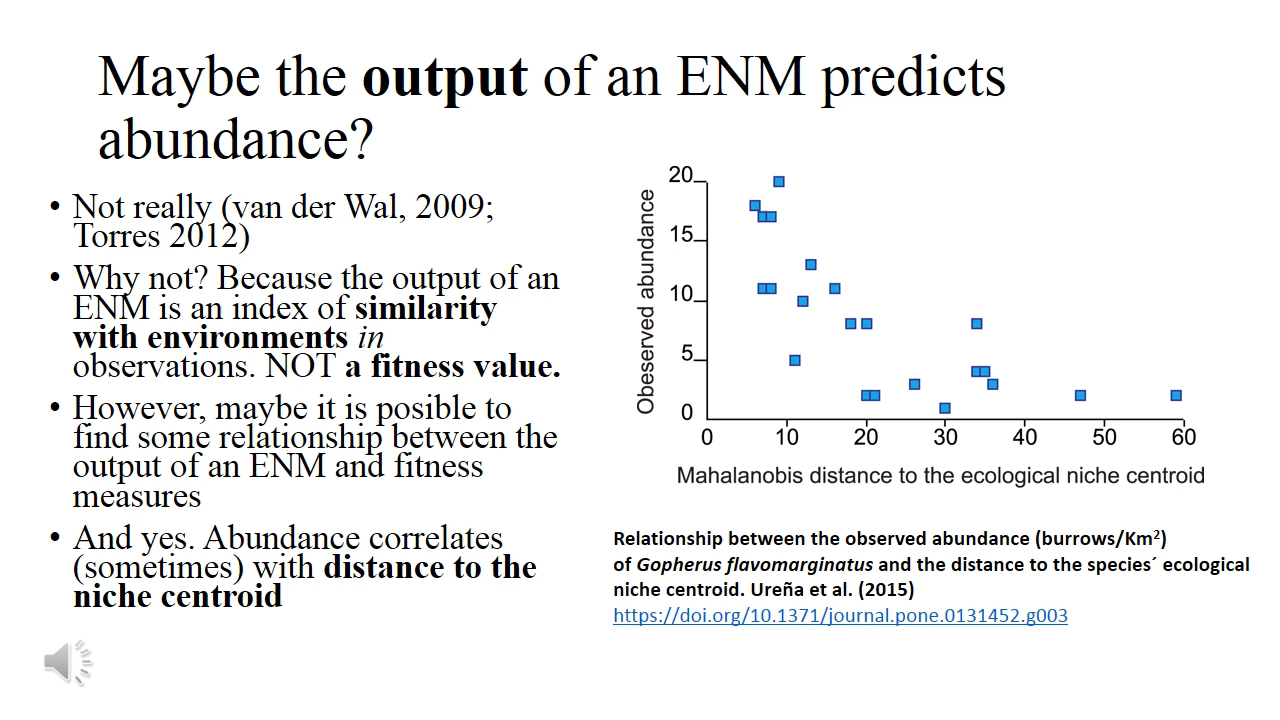 Maybe the output of an ENM predicts
abundance?
• Not really (van der Wal, 2009;
Torres 2012)
• Why not? Because the output of an
ENM is an index of similarity
with environments in
observations. NOT a fitness value.
• However, maybe it is posible to
find some relationship between the
output of an ENM and fitness
measures
• And yes. Abundance correlates
(sometimes) with distance to the
niche centroid
Obeserved abundance
20
15
10
5
0
0 10 20 30 40 50 60
Mahalanobis distance to the ecological niche centroid
Relationship between the observed abundance (burrows/Km²)
of Gopherus flavomarginatus and the distance to the species´ ecological
niche centroid. Ureña et al. (2015)
https://doi.org/10.1371/journal.pone.0131452.g003